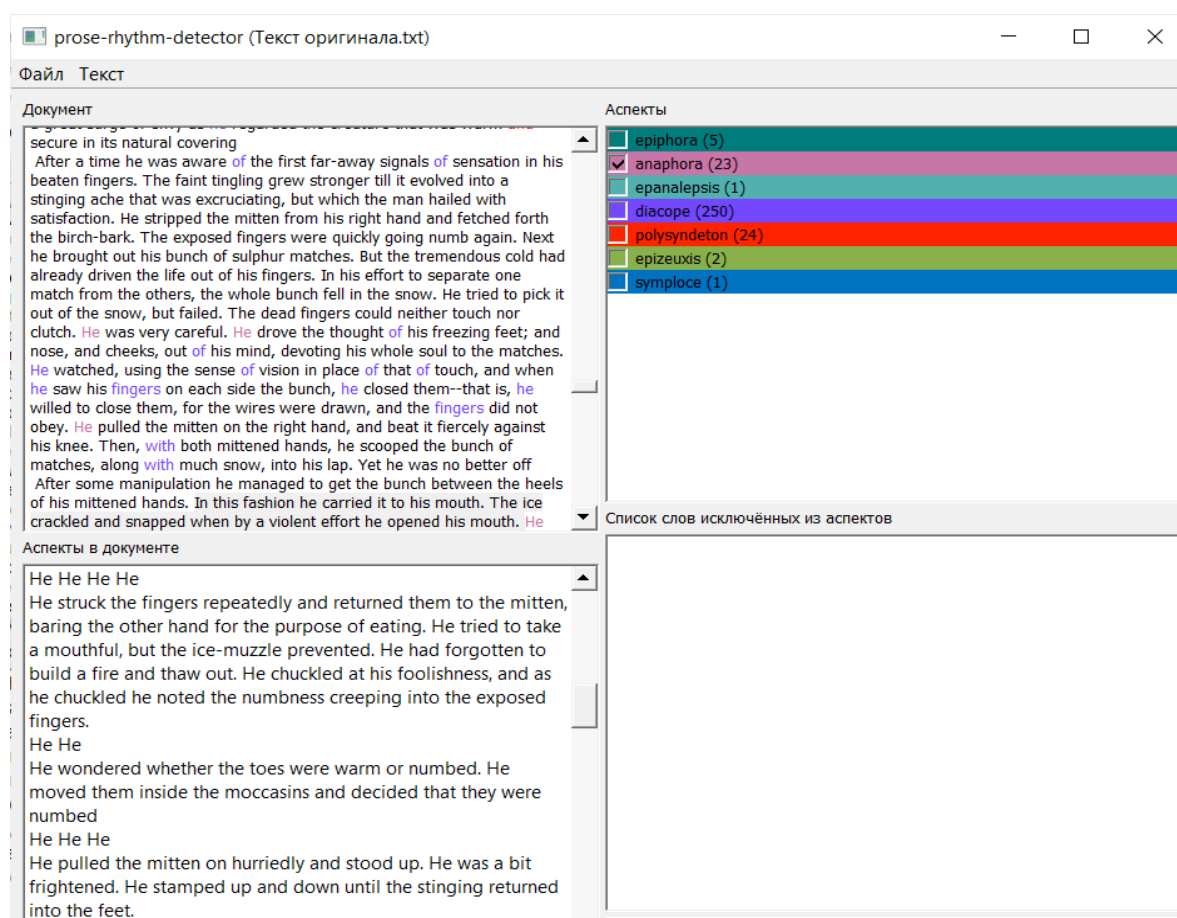 prose-rhythm-detector (Текст оригинала.txt)
Файл Текст
Документ
a great surge of envy as he regarded the creature that was warm and
secure in its natural covering
After a time he was aware of the first far-away signals of sensation in his
beaten fingers. The faint tingling grew stronger till it evolved into a
stinging ache that was excruciating, but which the man hailed with
satisfaction. He stripped the mitten from his right hand and fetched forth
the birch-bark. The exposed fingers were quickly going numb again. Next
he brought out his bunch of sulphur matches. But the tremendous cold had
already driven the life out of his fingers. In his effort to separate one
match from the others, the whole bunch fell in the snow. He tried to pick it
out of the snow, but failed. The dead fingers could neither touch nor
clutch. He was very careful. He drove the thought of his freezing feet; and
nose, and cheeks, out of his mind, devoting his whole soul to the matches.
He watched, using the sense of vision in place of that of touch, and when
he saw his fingers on each side the bunch, he closed them--that is, he
willed to close them, for the wires were drawn, and the fingers did not
obey. He pulled the mitten on the right hand, and beat it fiercely against
his knee. Then, with both mittened hands, he scooped the bunch of
matches, along with much snow, into his lap. Yet he was no better off
After some manipulation he managed to get the bunch between the heels
of his mittened hands. In this fashion he carried it to his mouth. The ice
crackled and snapped when by a violent effort he opened his mouth. He
Аспекты в документе
He He He He
He struck the fingers repeatedly and returned them to the mitten,
baring the other hand for the purpose of eating. He tried to take
a mouthful, but the ice-muzzle prevented. He had forgotten to
build a fire and thaw out. He chuckled at his foolishness, and as
he chuckled he noted the numbness creeping into the exposed
fingers.
He He
He wondered whether the toes were warm or numbed. He
moved them inside the moccasins and decided that they were
numbed
He He He
He pulled the mitten on hurriedly and stood up. He was a bit
frightened. He stamped up and down until the stinging returned
into the feet.
Аспекты
epiphora (5)
anaphora (23)
epanalepsis (1)
diacope (250)
polysyndeton (24)
epizeuxis (2)
symploce (1)
Список слов исключённых из аспектов